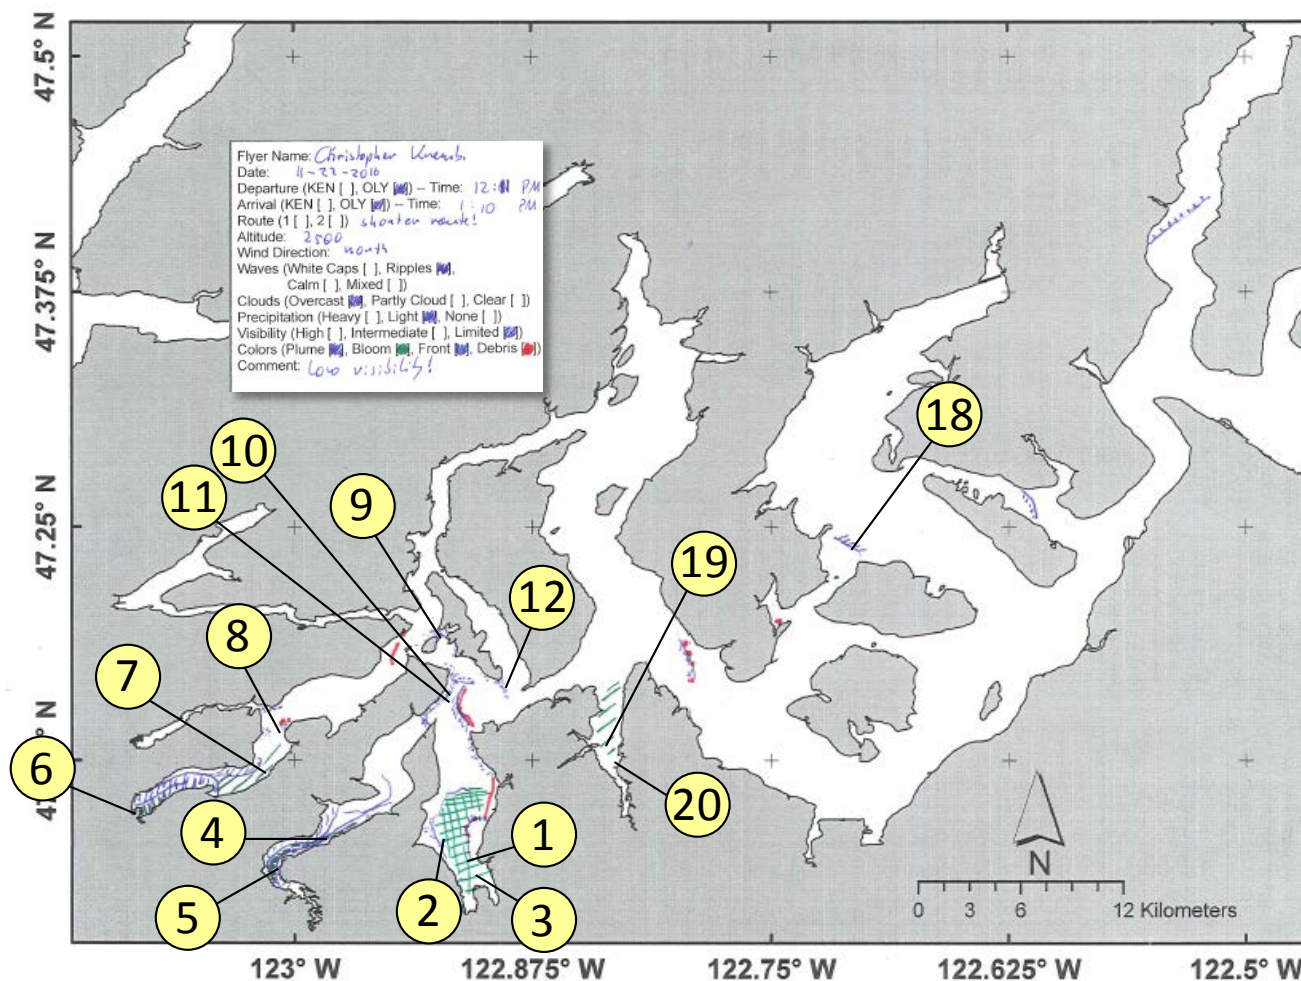 47.5° N
47.375° N
47.25° N
47
° N
Flyer Name: Christopher Krembs
Date: 11-22-2016
Departure (KEN [ ], OLY [ ]) – Time: 12: PM
Arrival (KEN [ ], OLY [ ]) – Time: 1:10 PM
Route (1 [ ], 2 [ ]) shorter route!
Altitude: 2500
Wind Direction: north
Waves (White Caps [ ], Ripples [ ],
Calm [ ], Mixed [ ])
Clouds (Overcast [ ], Partly Cloud [ ], Clear [ ])
Precipitation (Heavy [ ], Light [ ], None [ ])
Visibility (High [ ], Intermediate [ ], Limited [ ])
Colors (Plume [ ], Bloom [ ], Front [ ], Debris [ ])
Comment: Low visibility!
18
10
11
9
19
12
8
7
6
4
1
20
5
2
3
N
0 3 6 12 Kilometers
123° W 122.875° W 122.75° W 122.625° W 122.5° W